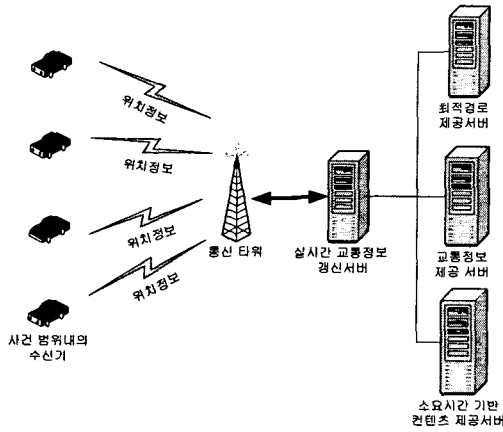 최적경로
제공서버
위치정보
위치정보
위치정보
위치정보
통신 타워
실시간 교통정보
갱신서버
교통정보
제공 서버
사건 범위내의
수신기
소요시간 기반
컨텐츠 제공서버